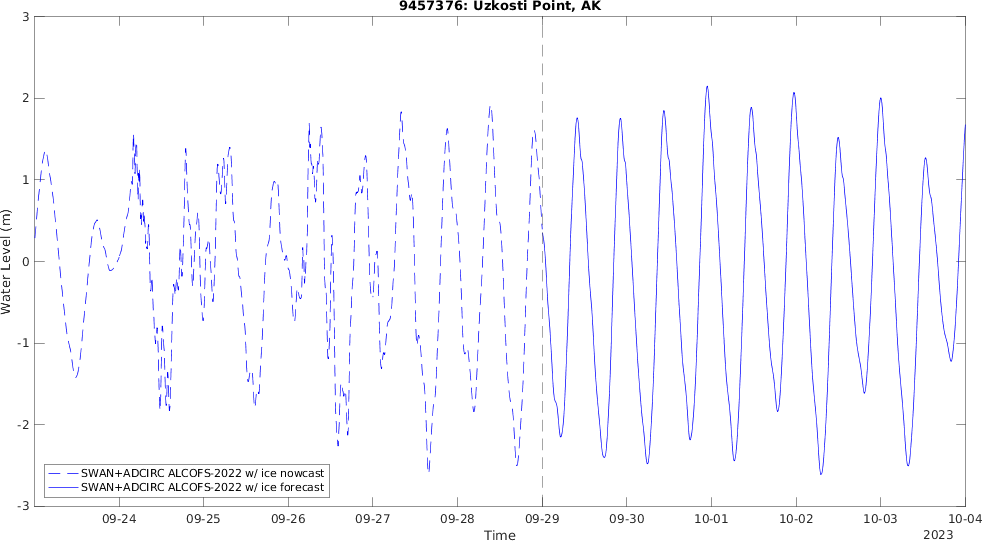 9457376: Uzkosti Point, AK
3
2
1
0
-1
-2
-3
Water Level (m)
SWAN+ADCIRC ALCOFS-2022 w/ ice nowcast
SWAN+ADCIRC ALCOFS-2022 w/ ice forecast
09-24 09-25 09-26 09-27 09-28 09-29 09-30 10-01 10-02 10-03 10-04
Time
2023